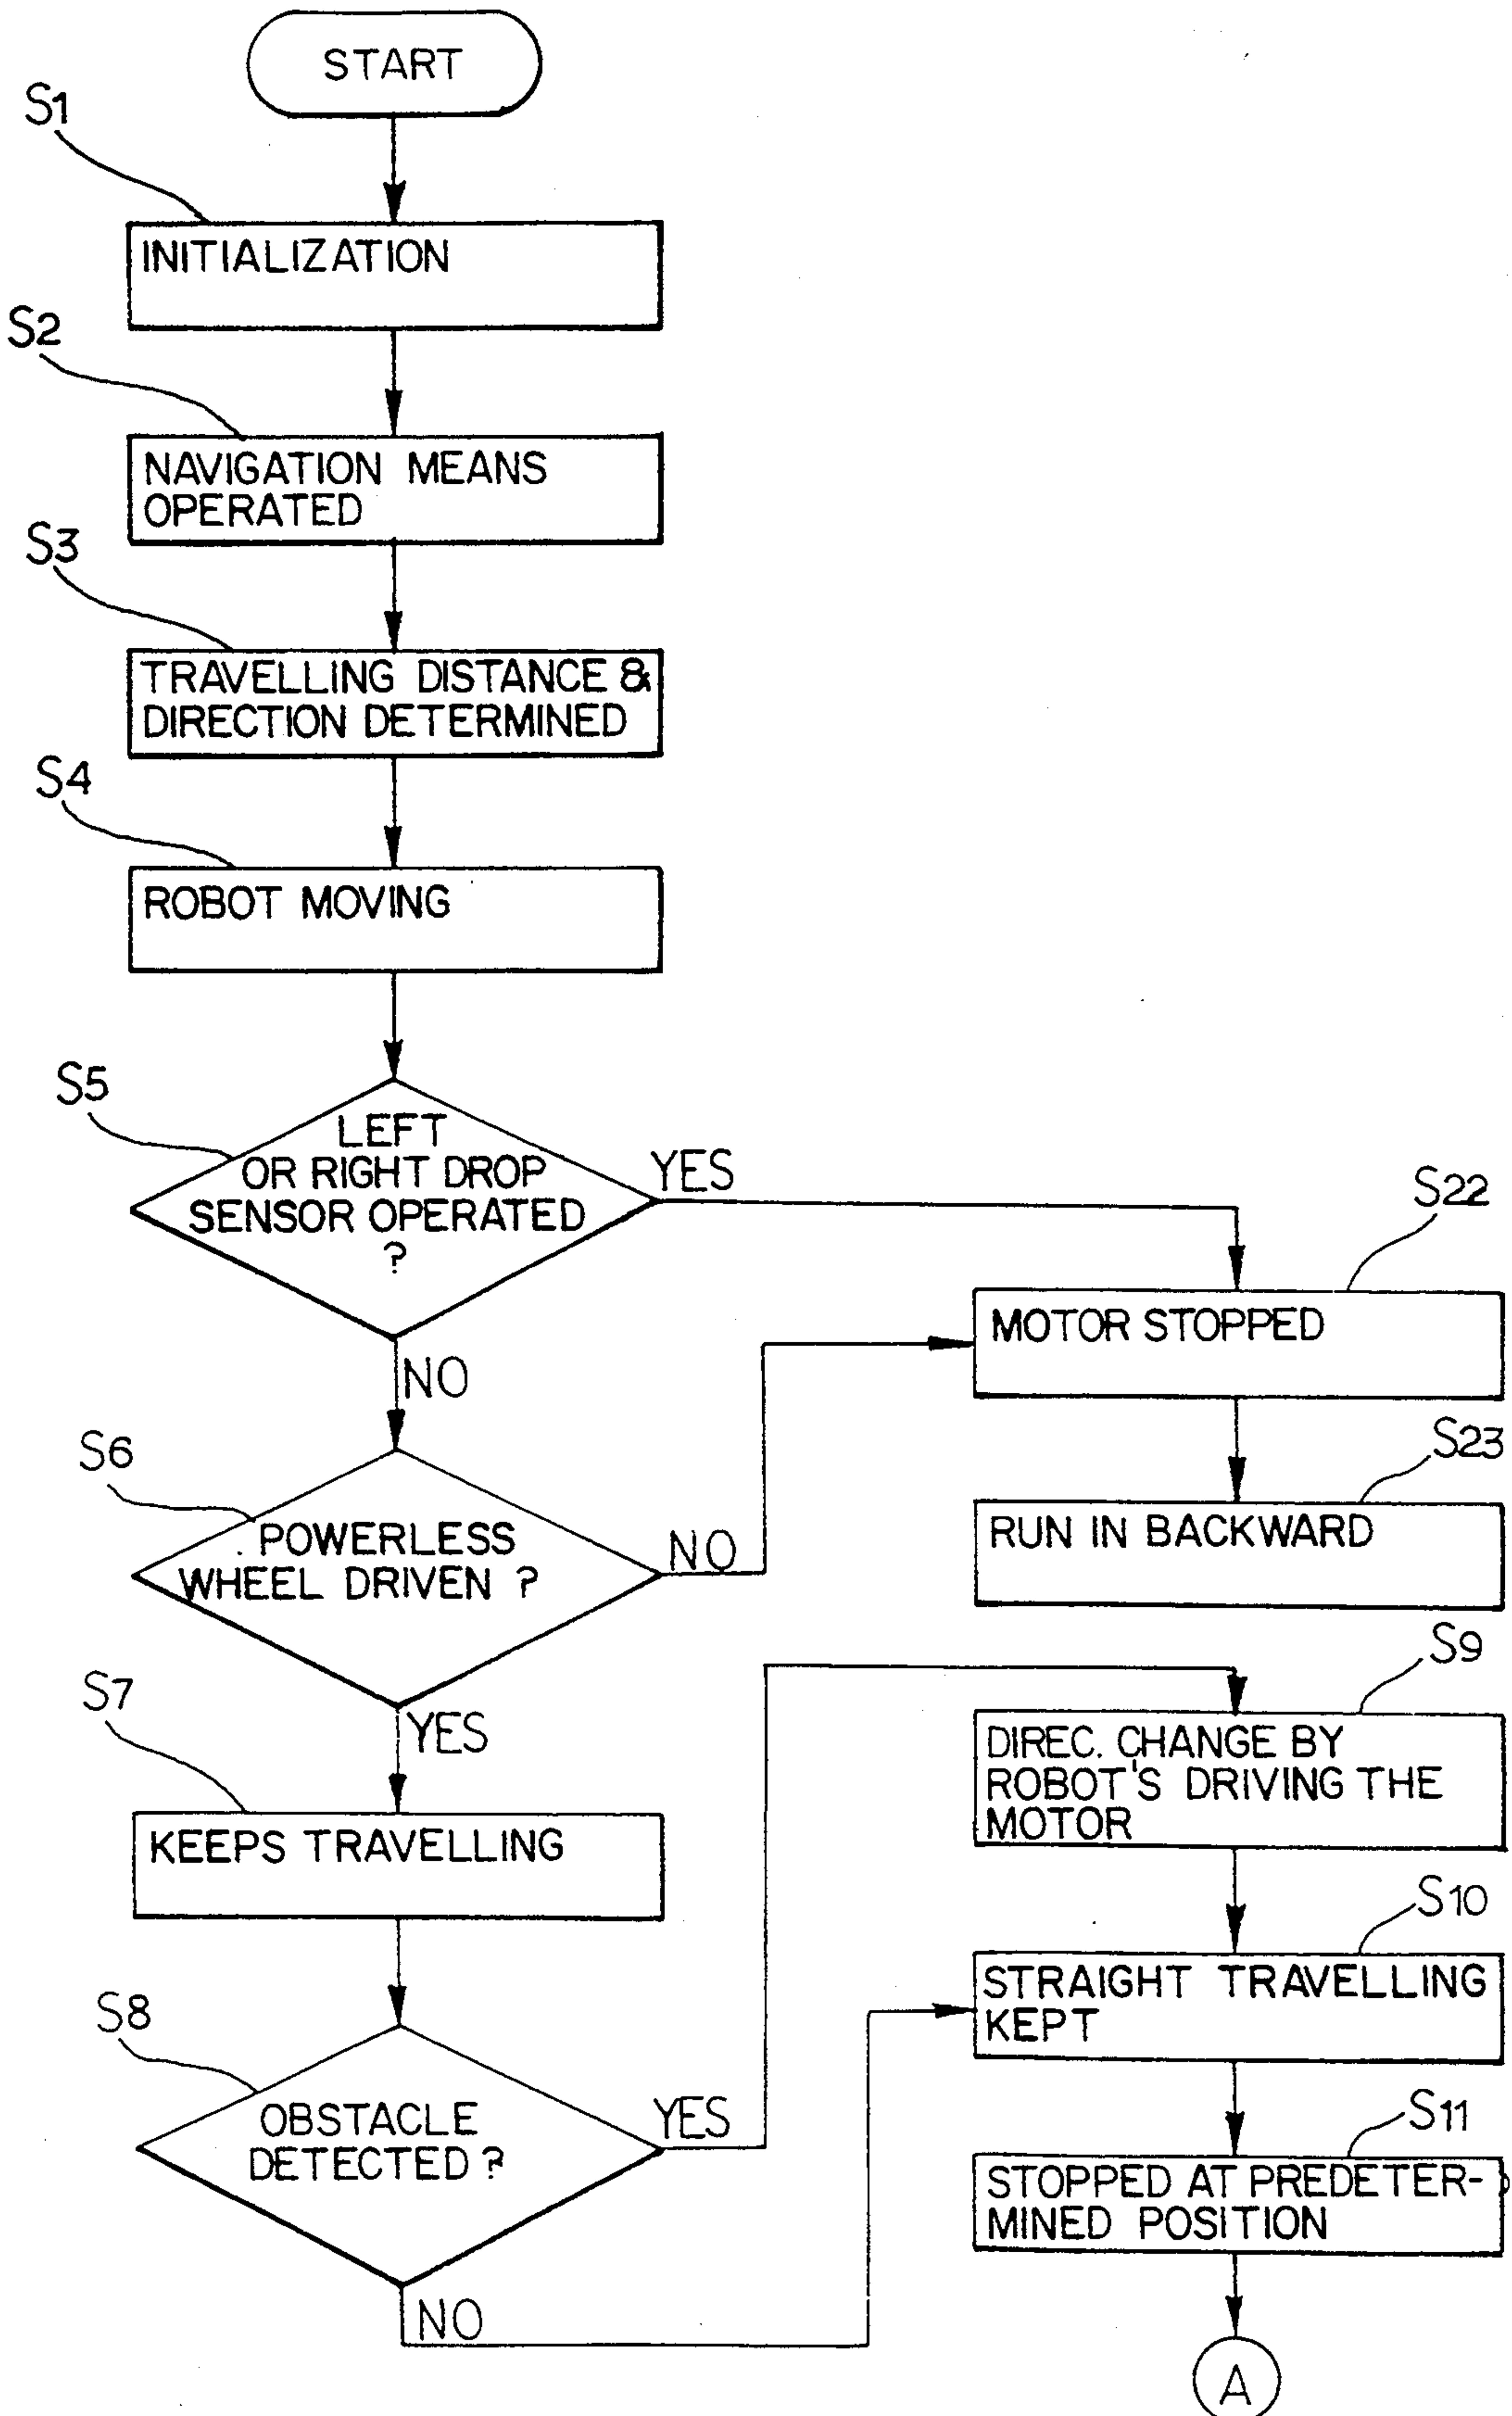 START
S1
INITIALIZATION
S2
NAVIGATION MEANS
OPERATED
S3
TRAVELLING DISTANCE &
DIRECTION DETERMINED
S4
ROBOT MOVING
S5
LEFT
OR RIGHT DROP
SENSOR OPERATED
?
YES
NO
S22
MOTOR STOPPED
S23
RUN IN BACKWARD
S6
POWERLESS
WHEEL DRIVEN ?
NO
YES
S7
KEEPS TRAVELLING
S8
OBSTACLE
DETECTED ?
YES
NO
S9
DIREC. CHANGE BY
ROBOT'S DRIVING THE
MOTOR
S10
STRAIGHT TRAVELLING
KEPT
S11
STOPPED AT PREDETER-
MINED POSITION
A